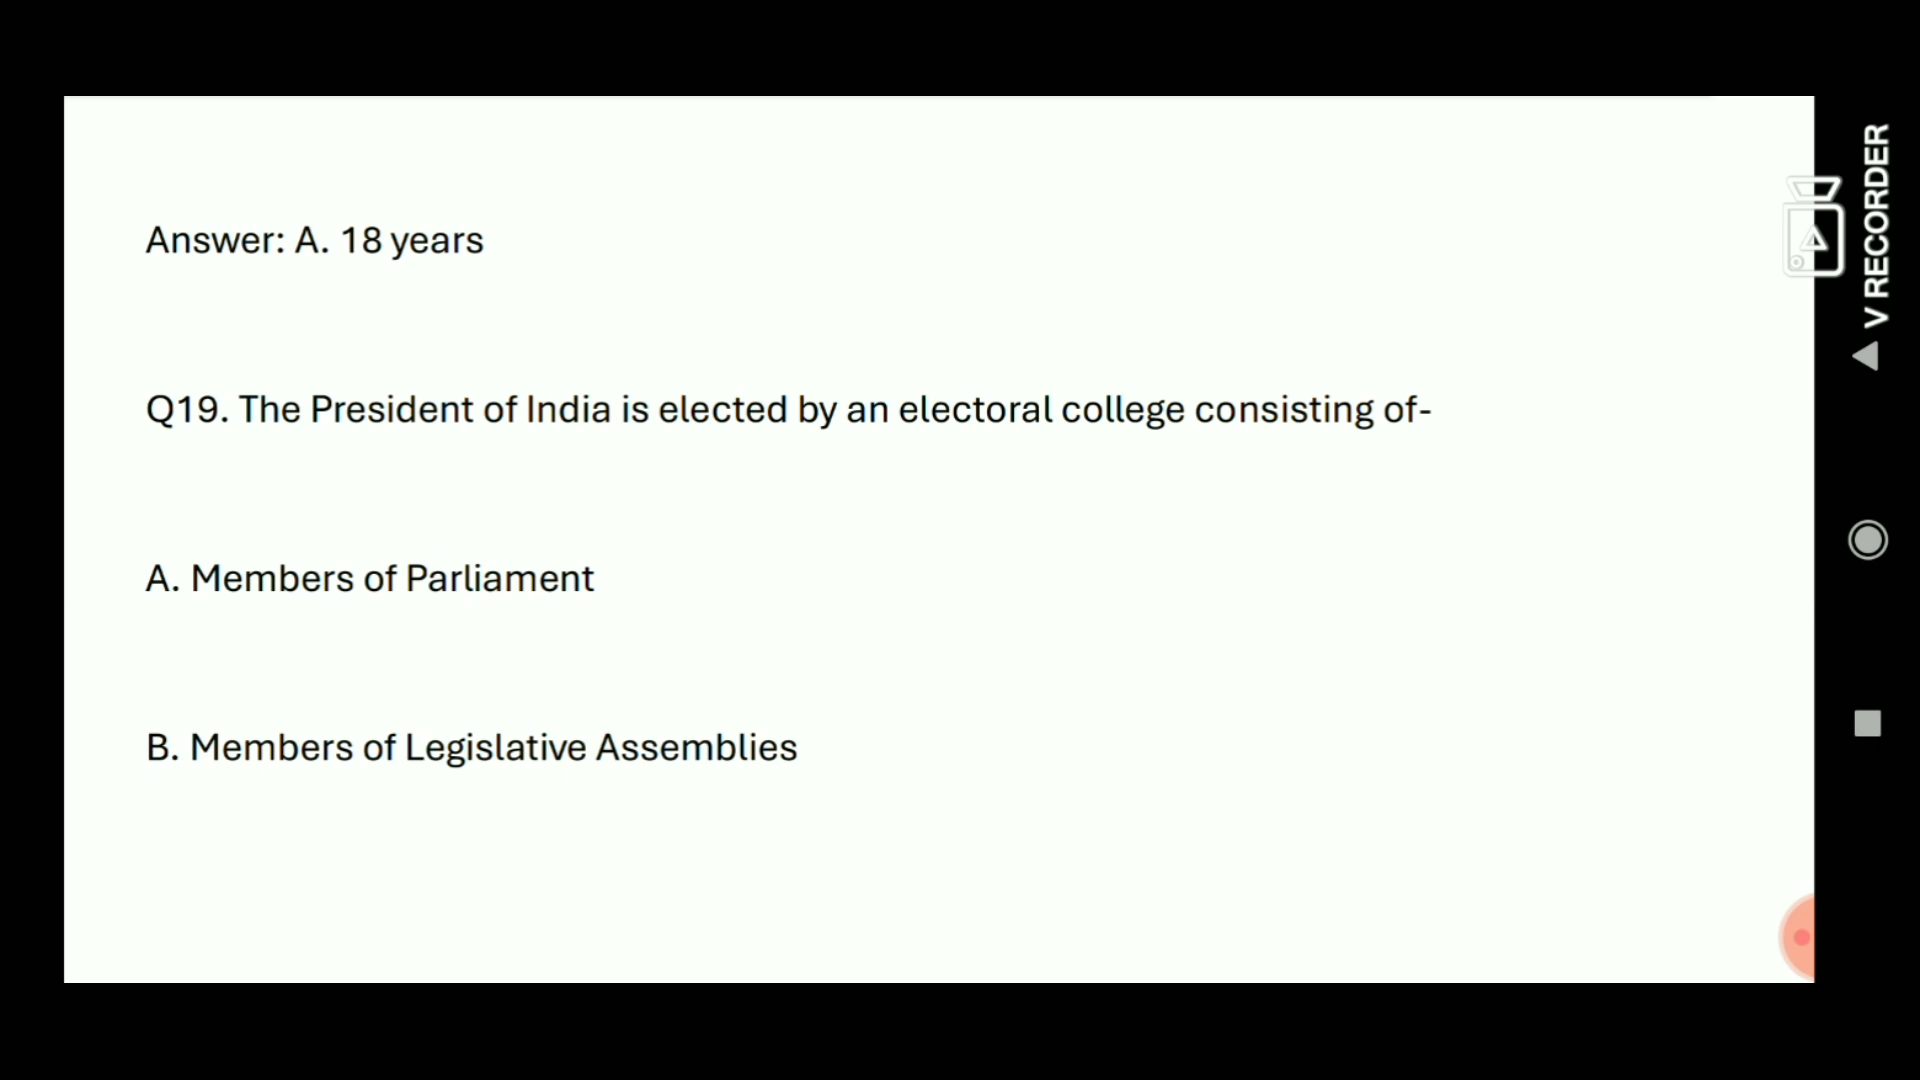 Answer: A. 18 years
Q19. The President of India is elected by an electoral college consisting of-
A. Members of Parliament
B. Members of Legislative Assemblies
V RECORDER